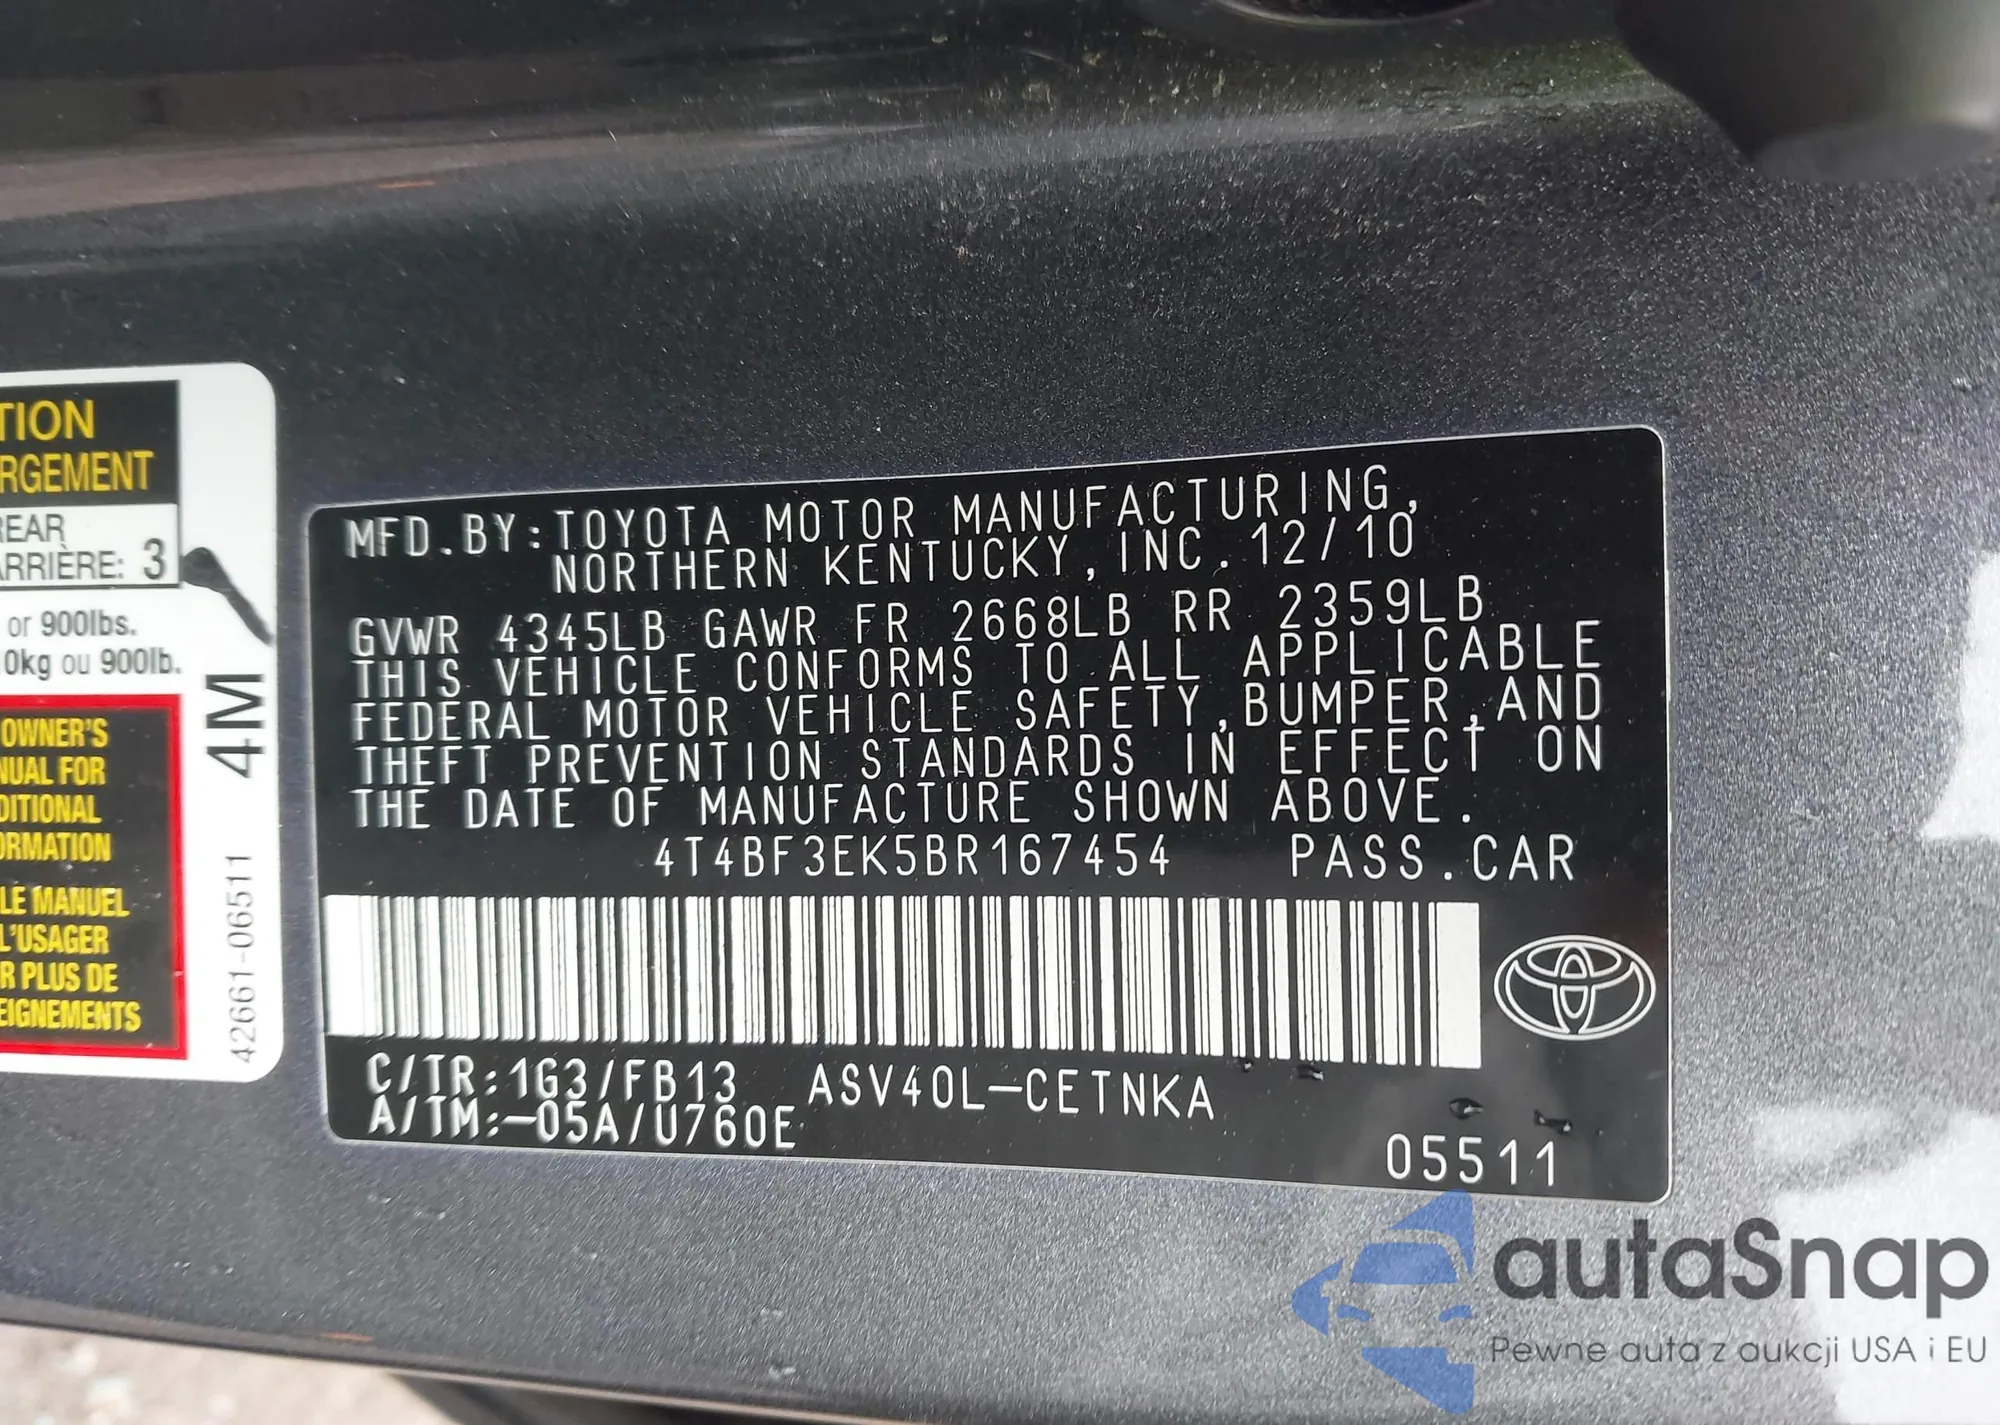 TION
RGEMENT
REAR
ARRIÈRE: 3
or 900lbs.
0kg ou 900lb.
OWNER'S
NUAL FOR
DITIONAL
ORMATION
LE MANUEL
L'USAGER
R PLUS DE
EIGNEMENTS
4M
42661-06511
MFD.BY:TOYOTA MOTOR MANUFACTURING,
NORTHERN KENTUCKY,INC.12/10
GVWR 4345LB GAWR FR 2668LB RR 2359LB
THIS VEHICLE CONFORMS TO ALL APPLICABLE
FEDERAL MOTOR VEHICLE SAFETY,BUMPER,AND
THEFT PREVENTION STANDARDS IN EFFECT ON
THE DATE OF MANUFACTURE SHOWN ABOVE.
4T4BF3EK5BR167454 PASS.CAR
C/TR:1G3/FB13 ASV40L-CETNKA
A/TM:-05A/U760E
05511
autaSnap
Pewne auta z aukcji USA i EU